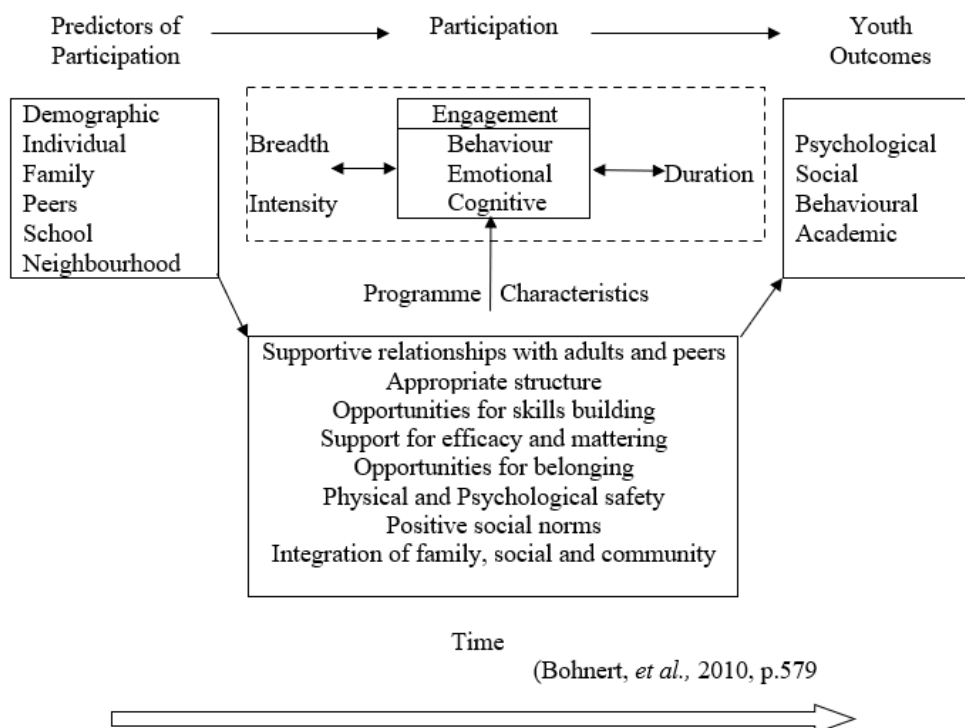 Predictors of
Participation
Participation
Youth
Outcomes
Demographic
Individual
Family
Peers
School
Neighbourhood
Breadth
Intensity
Engagement
Behaviour
Emotional
Cognitive
Duration
Psychological
Social
Behavioural
Academic
Programme Characteristics
Supportive relationships with adults and peers
Appropriate structure
Opportunities for skills building
Support for efficacy and mattering
Opportunities for belonging
Physical and Psychological safety
Positive social norms
Integration of family, social and community
Time
(Bohnert, et al., 2010, p.579